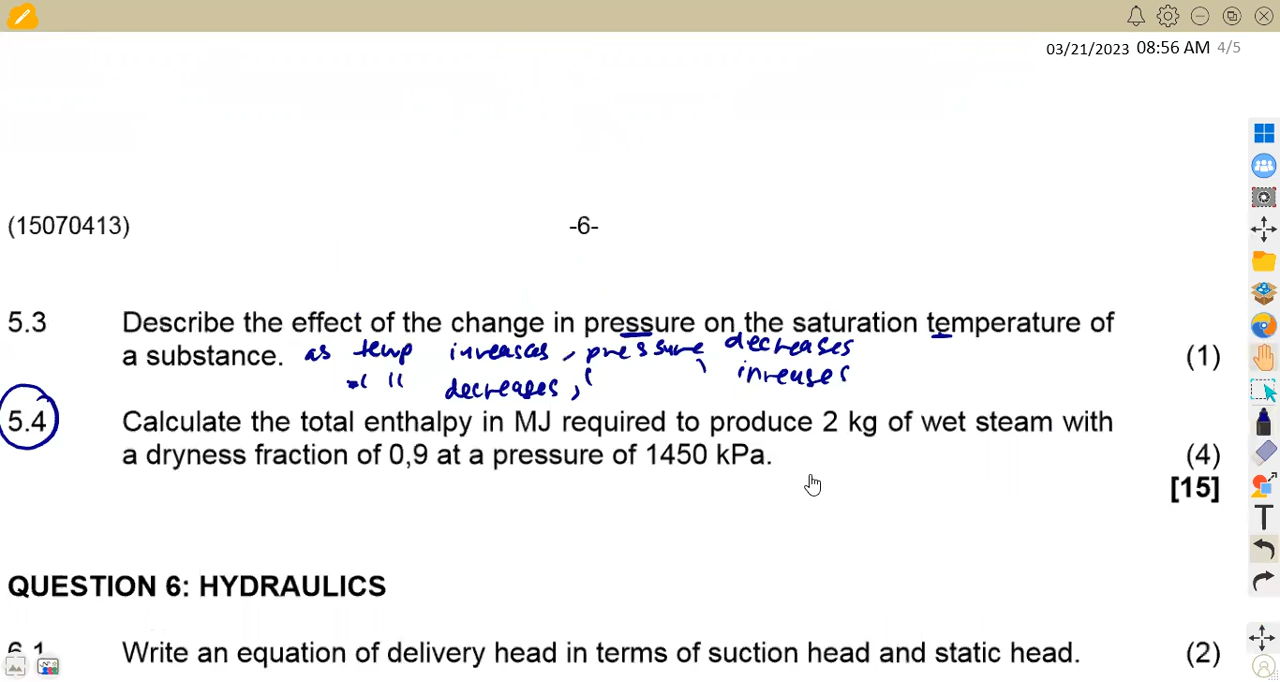 03/21/2023 08:56 AM 4/5
(15070413) -6-
5.3 Describe the effect of the change in pressure on the saturation temperature of
a substance. as temp increases, pressure decreases (1)
decreases, increases
5.4 Calculate the total enthalpy in MJ required to produce 2 kg of wet steam with
a dryness fraction of 0,9 at a pressure of 1450 kPa. (4)
[15]
QUESTION 6: HYDRAULICS
6.1 Write an equation of delivery head in terms of suction head and static head. (2)